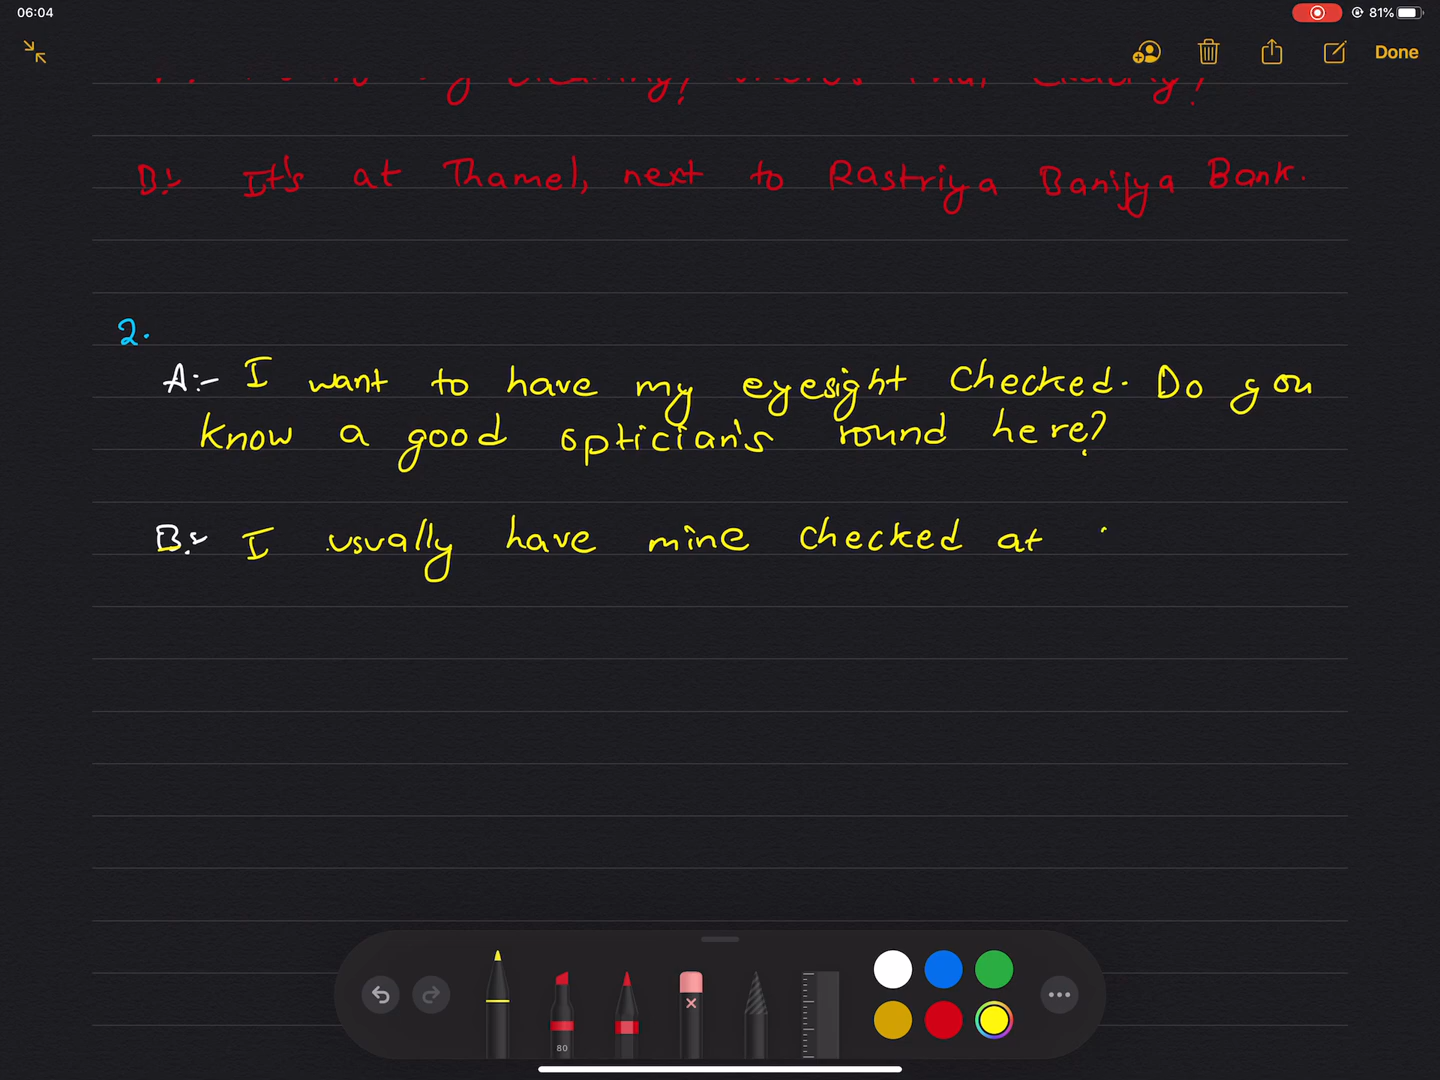 06:04
81%
Done
B:- It's at Thamel, next to Rastriya Banijya Bank.
2.
A:- I want to have my eyesight checked. Do you
know a good optician's round here?
B:- I usually have mine checked at
80